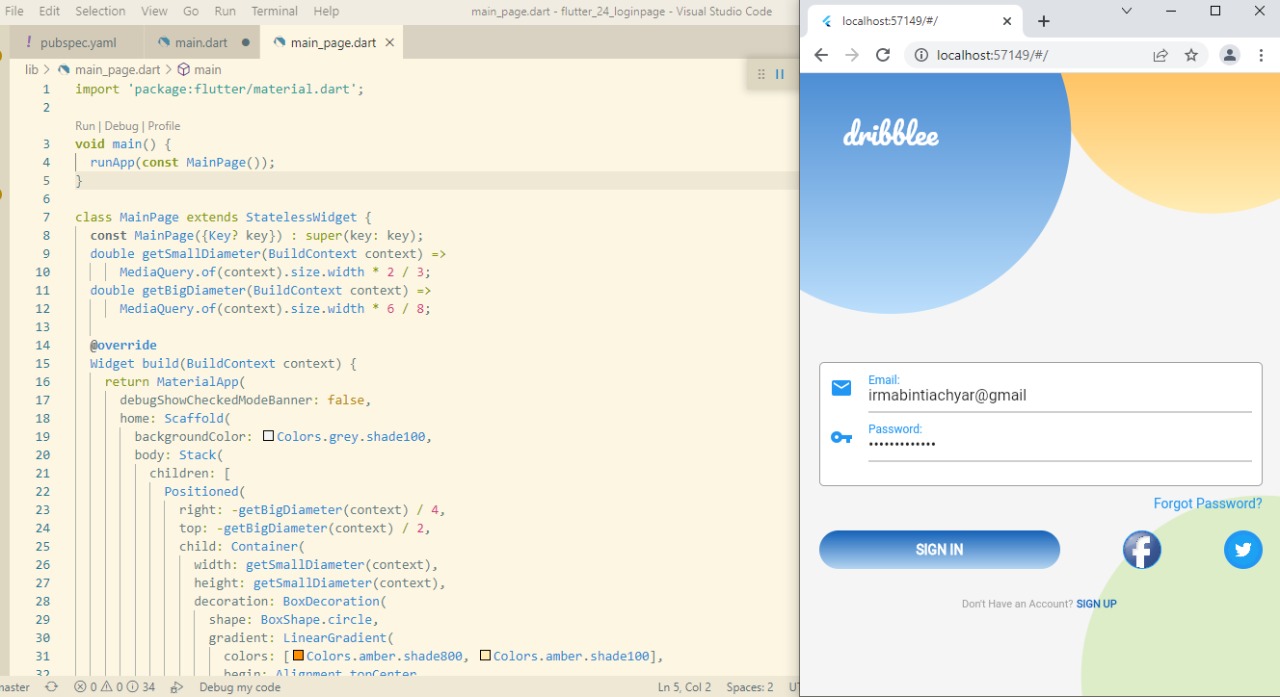 File Edit Selection View Go Run Terminal Help
main_page.dart - flutter_24_loginpage - Visual Studio Code
! pubspec.yaml
main.dart
main_page.dart
lib > main_page.dart > main
1 import 'package:flutter/material.dart';
2
Run | Debug | Profile
3 void main() {
4 runApp(const MainPage());
5 }
6
7 class MainPage extends StatelessWidget {
8 const MainPage({Key? key}) : super(key: key);
9 double getSmallDiameter(BuildContext context) =>
10 MediaQuery.of(context).size.width * 2 / 3;
11 double getBigDiameter(BuildContext context) =>
12 MediaQuery.of(context).size.width * 6 / 8;
13
14 @override
15 Widget build(BuildContext context) {
16 return MaterialApp(
17 debugShowCheckedModeBanner: false,
18 home: Scaffold(
19 backgroundColor: Colors.grey.shade100,
20 body: Stack(
21 children: [
22 Positioned(
23 right: -getBigDiameter(context) / 4,
24 top: -getBigDiameter(context) / 2,
25 child: Container(
26 width: getSmallDiameter(context),
27 height: getSmallDiameter(context),
28 decoration: BoxDecoration(
29 shape: BoxShape.circle,
30 gradient: LinearGradient(
31 colors: [Colors.amber.shade800, Colors.amber.shade100],
32 begin: Alignment.topCenter,
master 0 0 34 Debug my code Ln 5, Col 2 Spaces: 2
localhost:57149/#/
localhost:57149/#/
dribblee
Email:
irmabintiachyar@gmail
Password:
•••••••••••••
Forgot Password?
SIGN IN
f
Don't Have an Account? SIGN UP